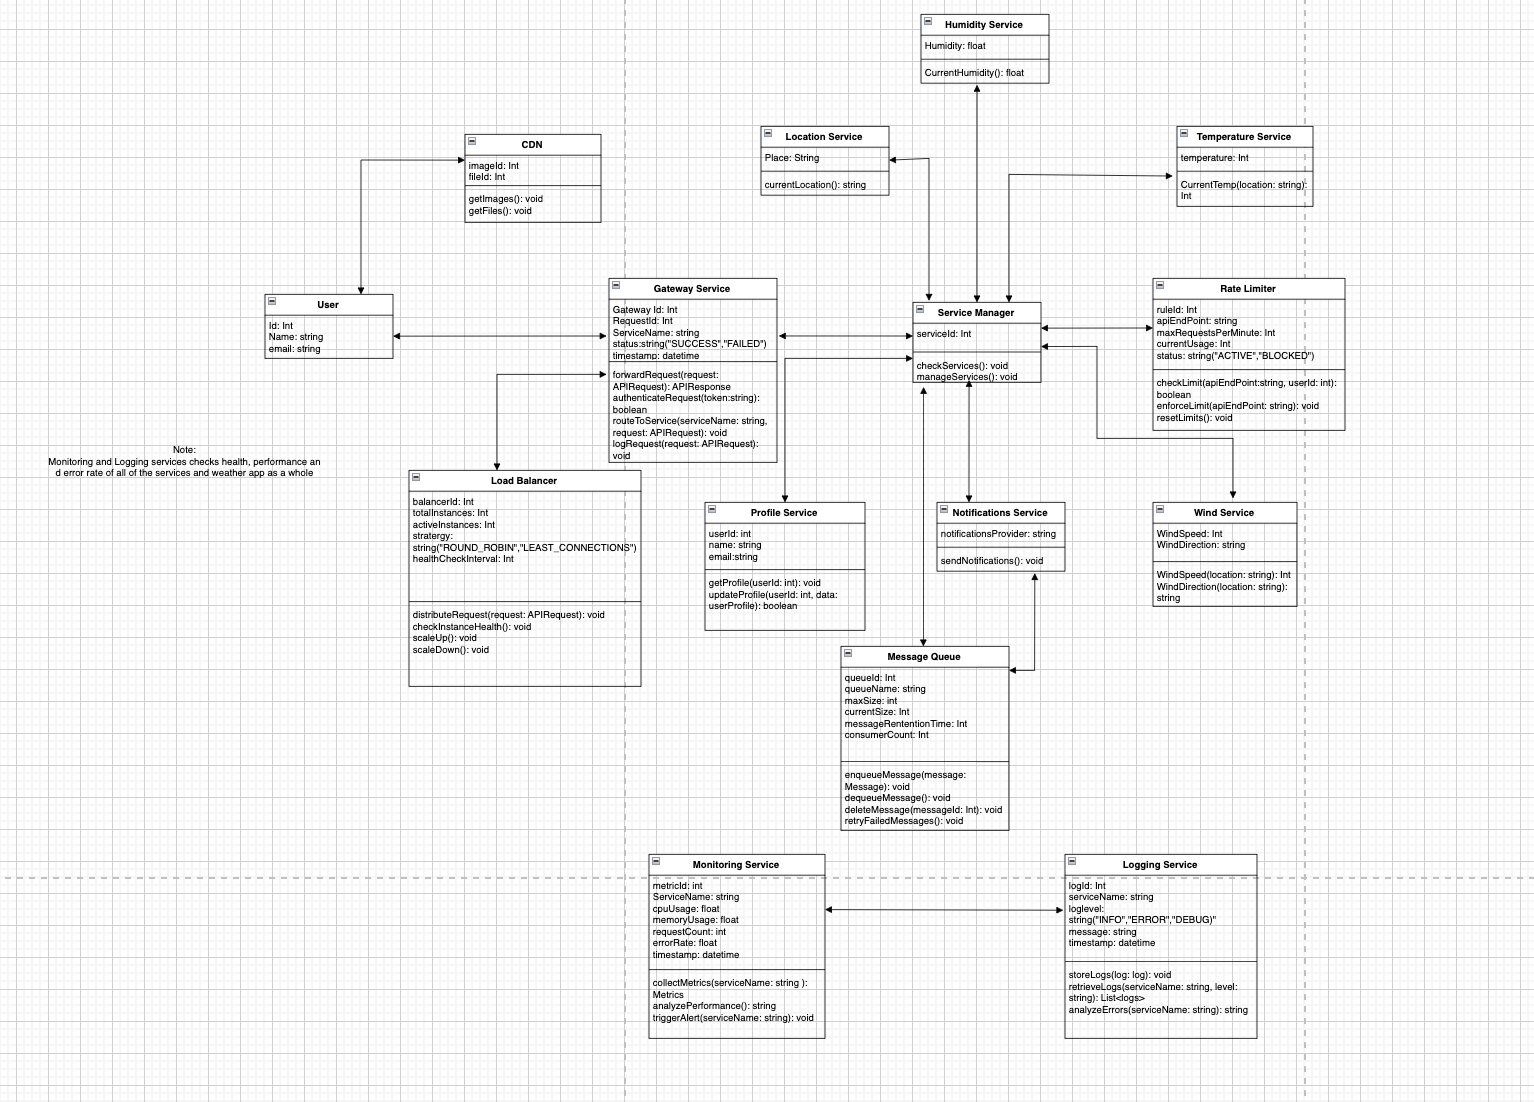 Humidity Service
Humidity: float
CurrentHumidity(): float
Location Service
Place: String
currentLocation(): string
Temperature Service
temperature: Int
CurrentTemp(location: string):
Int
CDN
imageId: Int
fileId: Int
getImages(): void
getFiles(): void
User
Id: Int
Name: string
email: string
Gateway Service
Gateway Id: Int
RequestId: Int
ServiceName: string
status:string("SUCCESS","FAILED")
timestamp: datetime
forwardRequest(request:
APIRequest): APIResponse
authenticateRequest(token:string):
boolean
routeToService(serviceName: string,
request: APIRequest): void
logRequest(request: APIRequest):
void
Service Manager
serviceId: Int
checkServices(): void
manageServices(): void
Rate Limiter
ruleId: Int
apiEndPoint: string
maxRequestsPerMinute: Int
currentUsage: Int
status: string("ACTIVE","BLOCKED")
checkLimit(apiEndPoint:string, userId: int):
boolean
enforceLimit(apiEndPoint: string): void
resetLimits(): void
Note:
Monitoring and Logging services checks health, performance an
d error rate of all of the services and weather app as a whole
Load Balancer
balancerId: Int
totalInstances: Int
activeInstances: Int
stratergy:
string("ROUND_ROBIN","LEAST_CONNECTIONS")
healthCheckInterval: Int
distributeRequest(request: APIRequest): void
checkInstanceHealth(): void
scaleUp(): void
scaleDown(): void
Profile Service
userId: int
name: string
email:string
getProfile(userId: int): void
updateProfile(userId: int, data:
userProfile): boolean
Notifications Service
notificationsProvider: string
sendNotifications(): void
Wind Service
WindSpeed: Int
WindDirection: string
WindSpeed(location: string): Int
WindDirection(location: string):
string
Message Queue
queueId: Int
queueName: string
maxSize: int
currentSize: Int
messageRententionTime: Int
consumerCount: Int
enqueueMessage(message:
Message): void
dequeueMessage(): void
deleteMessage(messageId: Int): void
retryFailedMessages(): void
Monitoring Service
metricId: int
ServiceName: string
cpuUsage: float
memoryUsage: float
requestCount: int
errorRate: float
timestamp: datetime
collectMetrics(serviceName: string ):
Metrics
analyzePerformance(): string
triggerAlert(serviceName: string): void
Logging Service
logId: Int
serviceName: string
loglevel:
string("INFO","ERROR","DEBUG)"
message: string
timestamp: datetime
storeLogs(log: log): void
retrieveLogs(serviceName: string, level:
string): List<logs>
analyzeErrors(serviceName: string): string